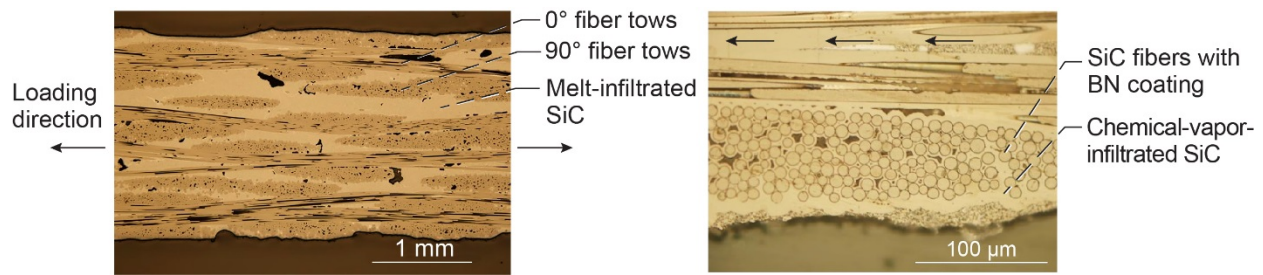 0° fiber tows
90° fiber tows
Melt-infiltrated
SiC
Loading
direction
1 mm
SiC fibers with
BN coating
Chemical-vapor-
infiltrated SiC
100 µm